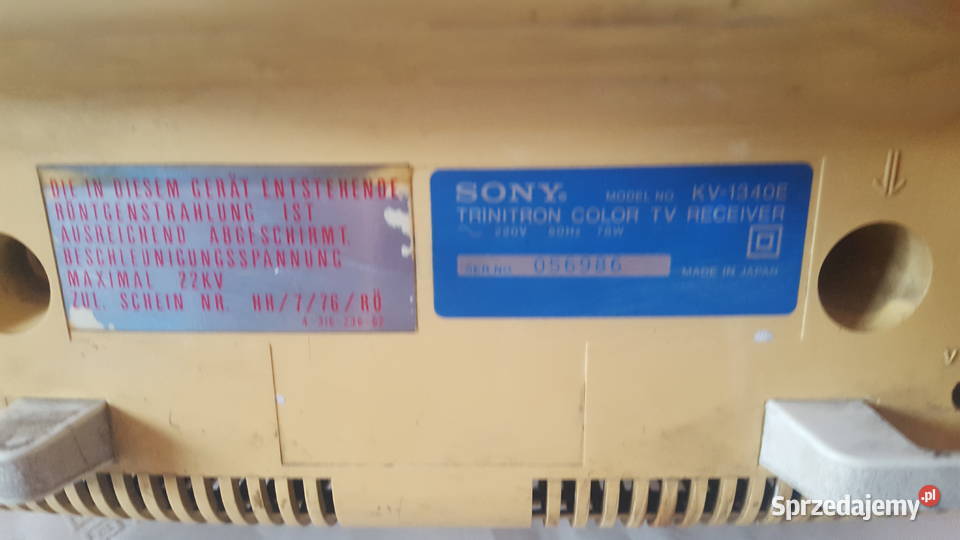 DIE IN DIESEM GERÄT ENTSTEHENDE
RÖNTGENSTRAHLUNG IST
AUSREICHEND ABGESCHIRMT.
BESCHLEUNIGUNGSSPANNUNG
MAXIMAL 22KV
ZUL. SCHEIN NR. HH/7/76/RÖ
SONY®
MODEL NO. KV-1340E
TRINITRON COLOR TV RECEIVER
220V 50Hz 75W
SER NO. 056986
MADE IN JAPAN
V
Sprzedajemy.pl